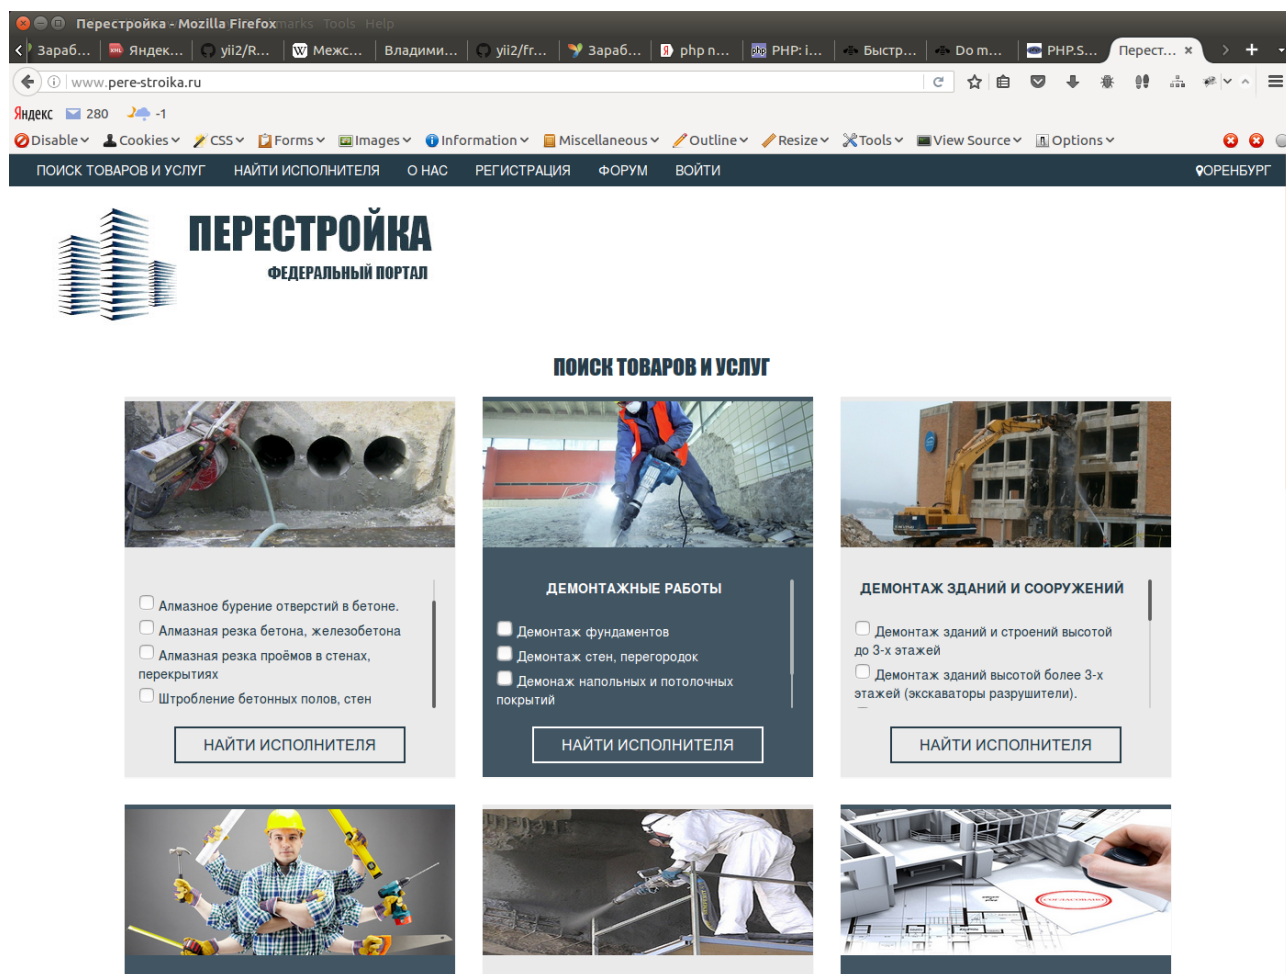 Перестройка - Mozilla Firefox marks Tools Help
Зараб... Яндек... yii2/R... Межс... Владими... yii2/fr... Зараб... php n... PHP: i... Быстр... Do m... PHP.S... Перест...
www.pere-stroika.ru
Яндекс 280 -1
Disable Cookies CSS Forms Images Information Miscellaneous Outline Resize Tools View Source Options
ПОИСК ТОВАРОВ И УСЛУГ НАЙТИ ИСПОЛНИТЕЛЯ О НАС РЕГИСТРАЦИЯ ФОРУМ ВОЙТИ ОРЕНБУРГ
ПЕРЕСТРОЙКА
ФЕДЕРАЛЬНЫЙ ПОРТАЛ
ПОИСК ТОВАРОВ И УСЛУГ
Алмазное бурение отверстий в бетоне.
Алмазная резка бетона, железобетона
Алмазная резка проёмов в стенах,
перекрытиях
Штробление бетонных полов, стен
НАЙТИ ИСПОЛНИТЕЛЯ
ДЕМОНТАЖНЫЕ РАБОТЫ
Демонтаж фундаментов
Демонтаж стен, перегородок
Демонаж напольных и потолочных
покрытий
НАЙТИ ИСПОЛНИТЕЛЯ
ДЕМОНТАЖ ЗДАНИЙ И СООРУЖЕНИЙ
Демонтаж зданий и строений высотой
до 3-х этажей
Демонтаж зданий высотой более 3-х
этажей (экскаваторы разрушители).
НАЙТИ ИСПОЛНИТЕЛЯ
СОГЛАСОВАНО